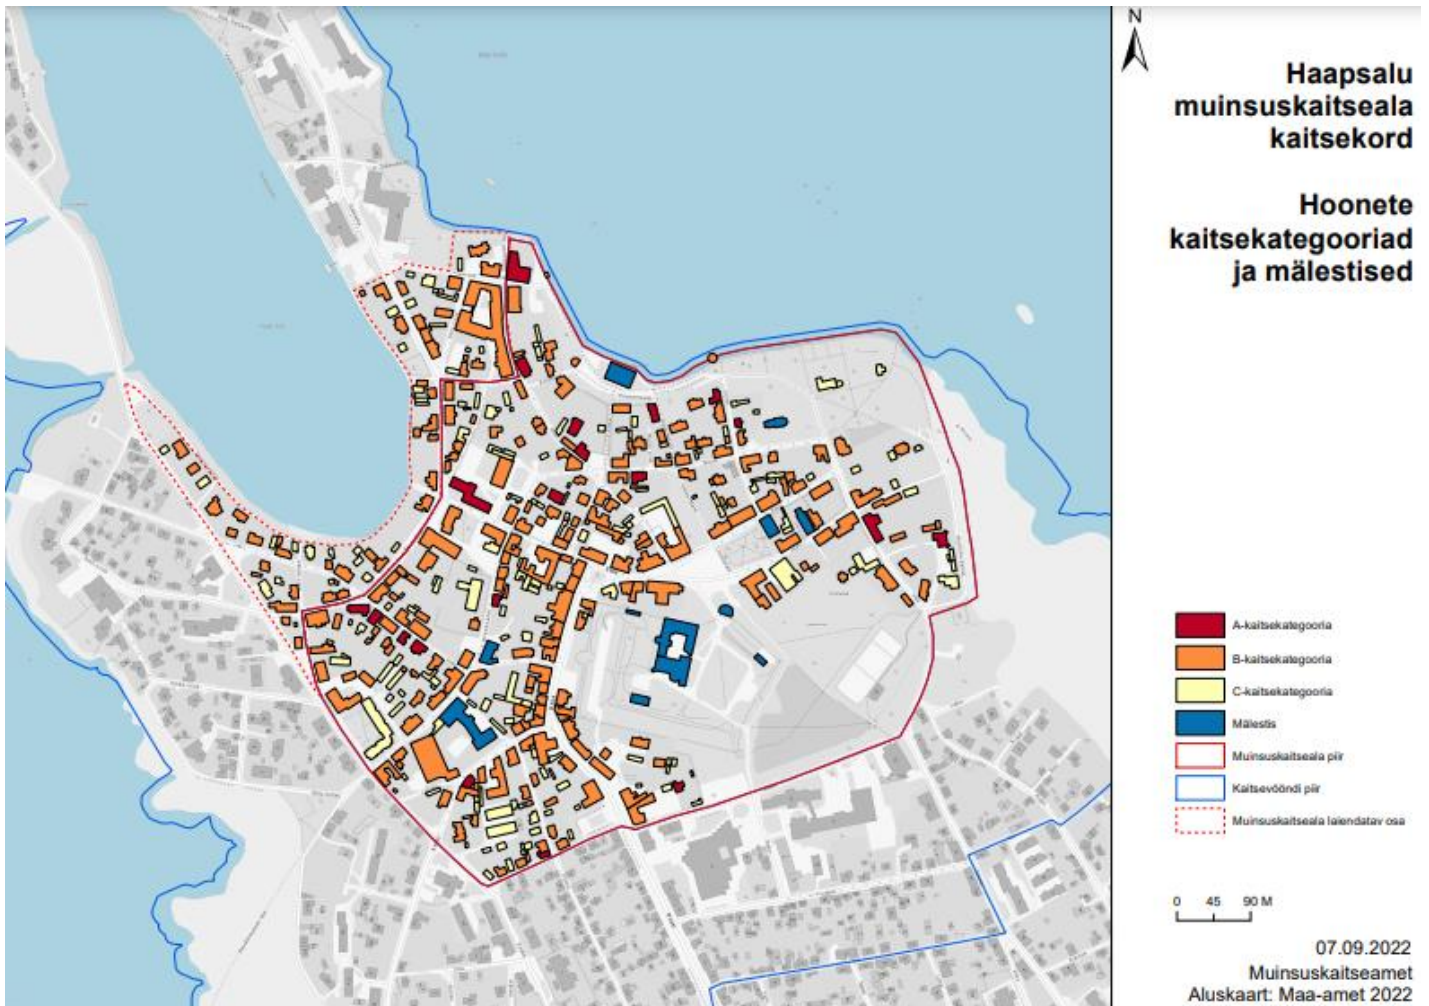 N
Haapsalu
muinsuskaitseala
kaitsekord
Hoonete
kaitsekategooriad
ja mälestised
A-kaitsekategooria
B-kaitsekategooria
C-kaitsekategooria
Mälestis
Muinsuskaitseala piir
Kaitsevööndi piir
Muinsuskaitseala laiendatav osa
0 45 90 M
07.09.2022
Muinsuskaitseamet
Aluskaart: Maa-amet 2022